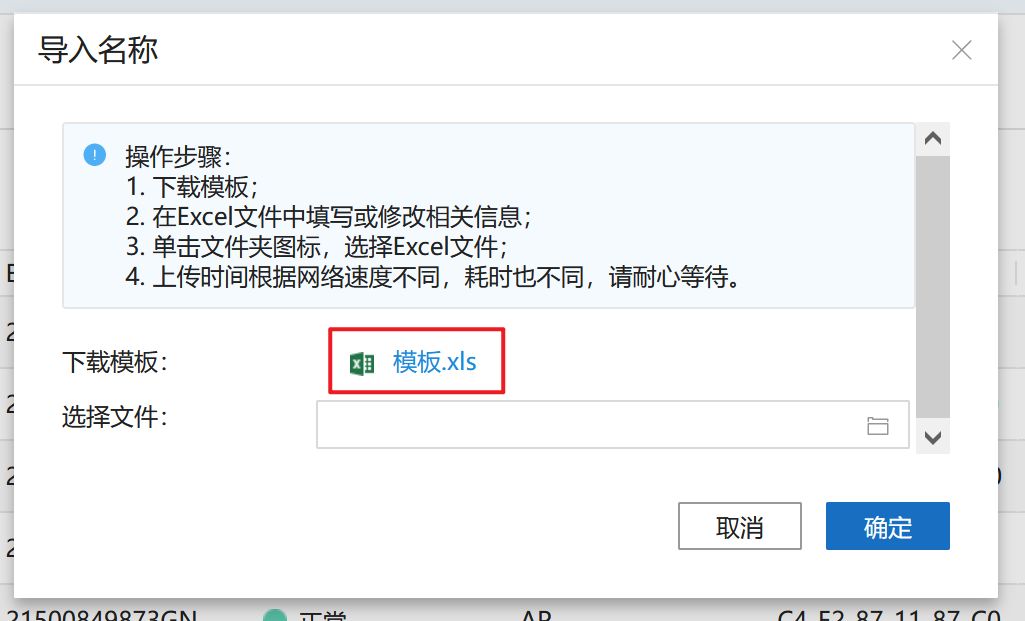 导入名称
操作步骤：
1. 下载模板；
2. 在Excel文件中填写或修改相关信息；
3. 单击文件夹图标，选择Excel文件；
4. 上传时间根据网络速度不同，耗时也不同，请耐心等待。
下载模板：
模板.xls
选择文件：
取消
确定
21500849873GN 正常 AP C4-F2-87-11-87-C0